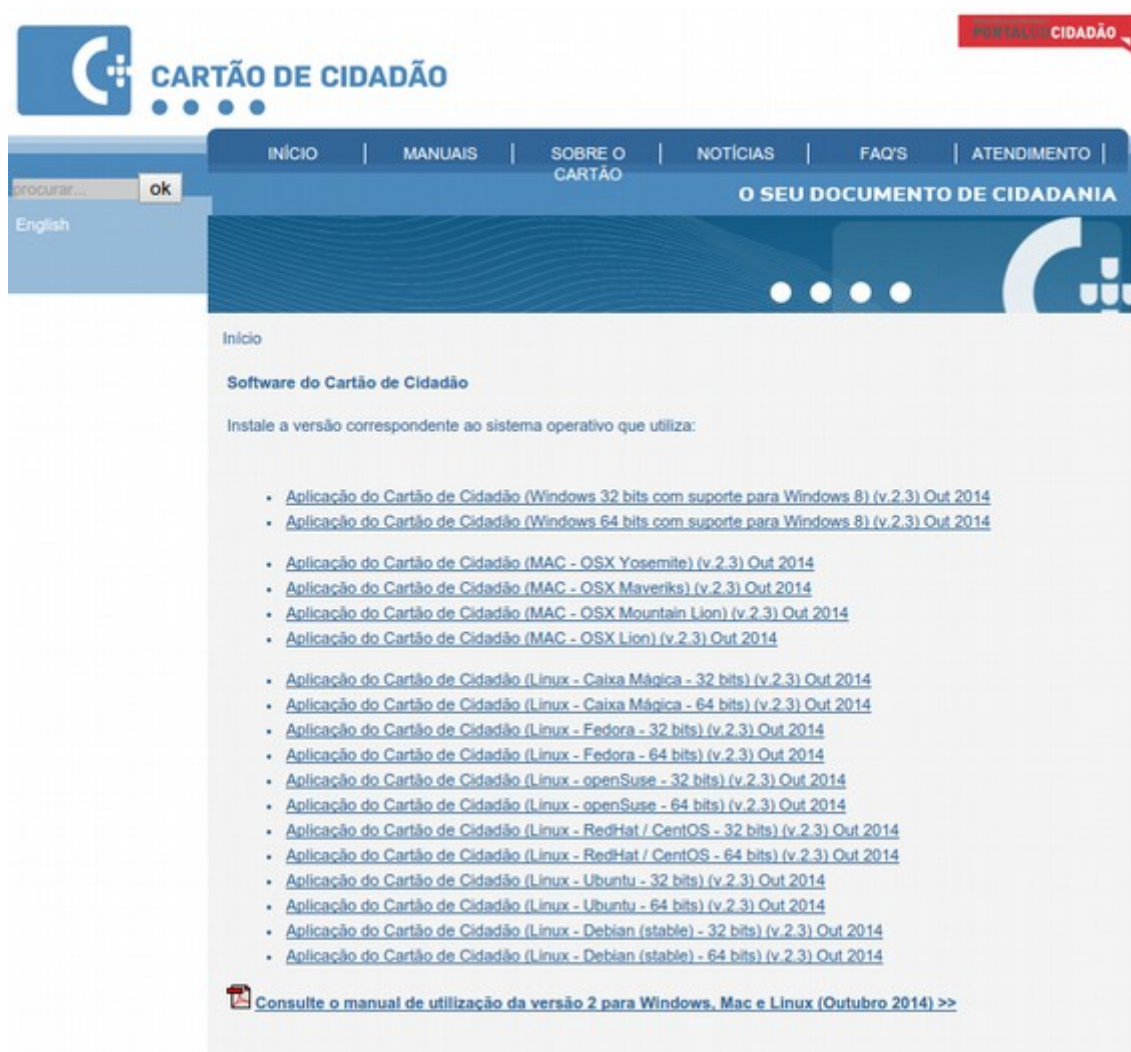 PORTAL DO CIDADÃO
CARTÃO DE CIDADÃO
INÍCIO | MANUAIS | SOBRE O CARTÃO | NOTÍCIAS | FAQ'S | ATENDIMENTO |
procurar... ok
O SEU DOCUMENTO DE CIDADANIA
English
Início
Software do Cartão de Cidadão
Instale a versão correspondente ao sistema operativo que utiliza:
Aplicação do Cartão de Cidadão (Windows 32 bits com suporte para Windows 8) (v.2.3) Out 2014
Aplicação do Cartão de Cidadão (Windows 64 bits com suporte para Windows 8) (v.2.3) Out 2014
Aplicação do Cartão de Cidadão (MAC - OSX Yosemite) (v.2.3) Out 2014
Aplicação do Cartão de Cidadão (MAC - OSX Maveriks) (v.2.3) Out 2014
Aplicação do Cartão de Cidadão (MAC - OSX Mountain Lion) (v.2.3) Out 2014
Aplicação do Cartão de Cidadão (MAC - OSX Lion) (v.2.3) Out 2014
Aplicação do Cartão de Cidadão (Linux - Caixa Mágica - 32 bits) (v.2.3) Out 2014
Aplicação do Cartão de Cidadão (Linux - Caixa Mágica - 64 bits) (v.2.3) Out 2014
Aplicação do Cartão de Cidadão (Linux - Fedora - 32 bits) (v.2.3) Out 2014
Aplicação do Cartão de Cidadão (Linux - Fedora - 64 bits) (v.2.3) Out 2014
Aplicação do Cartão de Cidadão (Linux - openSuse - 32 bits) (v.2.3) Out 2014
Aplicação do Cartão de Cidadão (Linux - openSuse - 64 bits) (v.2.3) Out 2014
Aplicação do Cartão de Cidadão (Linux - RedHat / CentOS - 32 bits) (v.2.3) Out 2014
Aplicação do Cartão de Cidadão (Linux - RedHat / CentOS - 64 bits) (v.2.3) Out 2014
Aplicação do Cartão de Cidadão (Linux - Ubuntu - 32 bits) (v.2.3) Out 2014
Aplicação do Cartão de Cidadão (Linux - Ubuntu - 64 bits) (v.2.3) Out 2014
Aplicação do Cartão de Cidadão (Linux - Debian (stable) - 32 bits) (v.2.3) Out 2014
Aplicação do Cartão de Cidadão (Linux - Debian (stable) - 64 bits) (v.2.3) Out 2014
Consulte o manual de utilização da versão 2 para Windows, Mac e Linux (Outubro 2014) >>